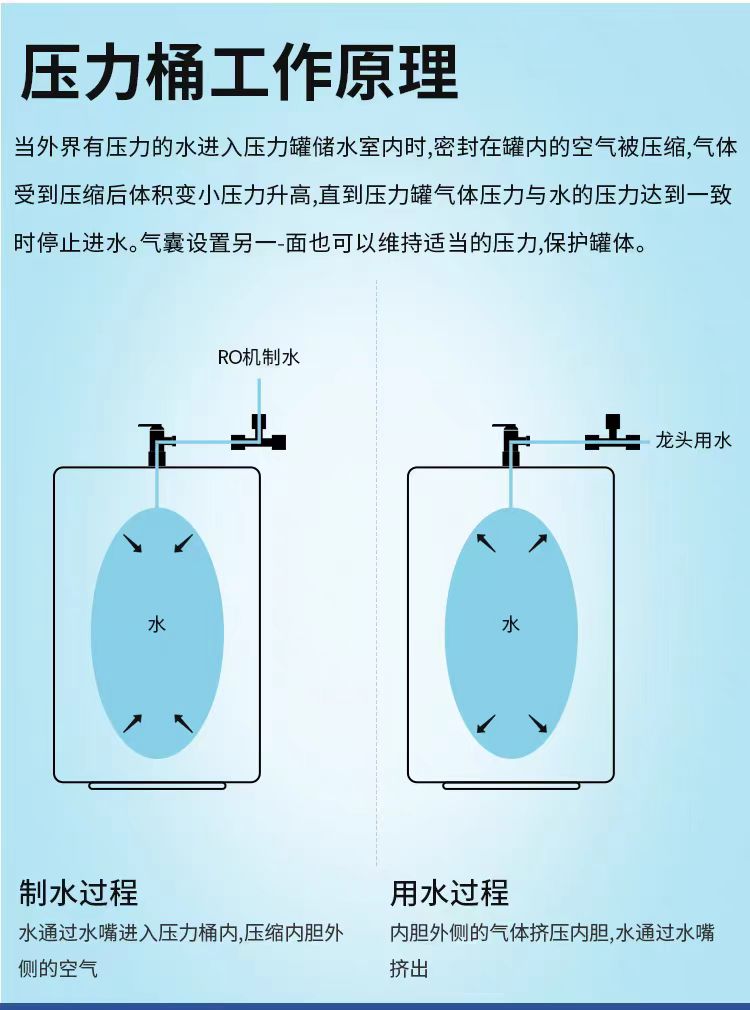 压力桶工作原理
当外界有压力的水进入压力罐储水室内时,密封在罐内的空气被压缩,气体
受到压缩后体积变小压力升高,直到压力罐气体压力与水的压力达到一致
时停止进水。气囊设置另一-面也可以维持适当的压力,保护罐体。
RO机制水
龙头用水
水
水
制水过程
水通过水嘴进入压力桶内,压缩内胆外
侧的空气
用水过程
内胆外侧的气体挤压内胆,水通过水嘴
挤出